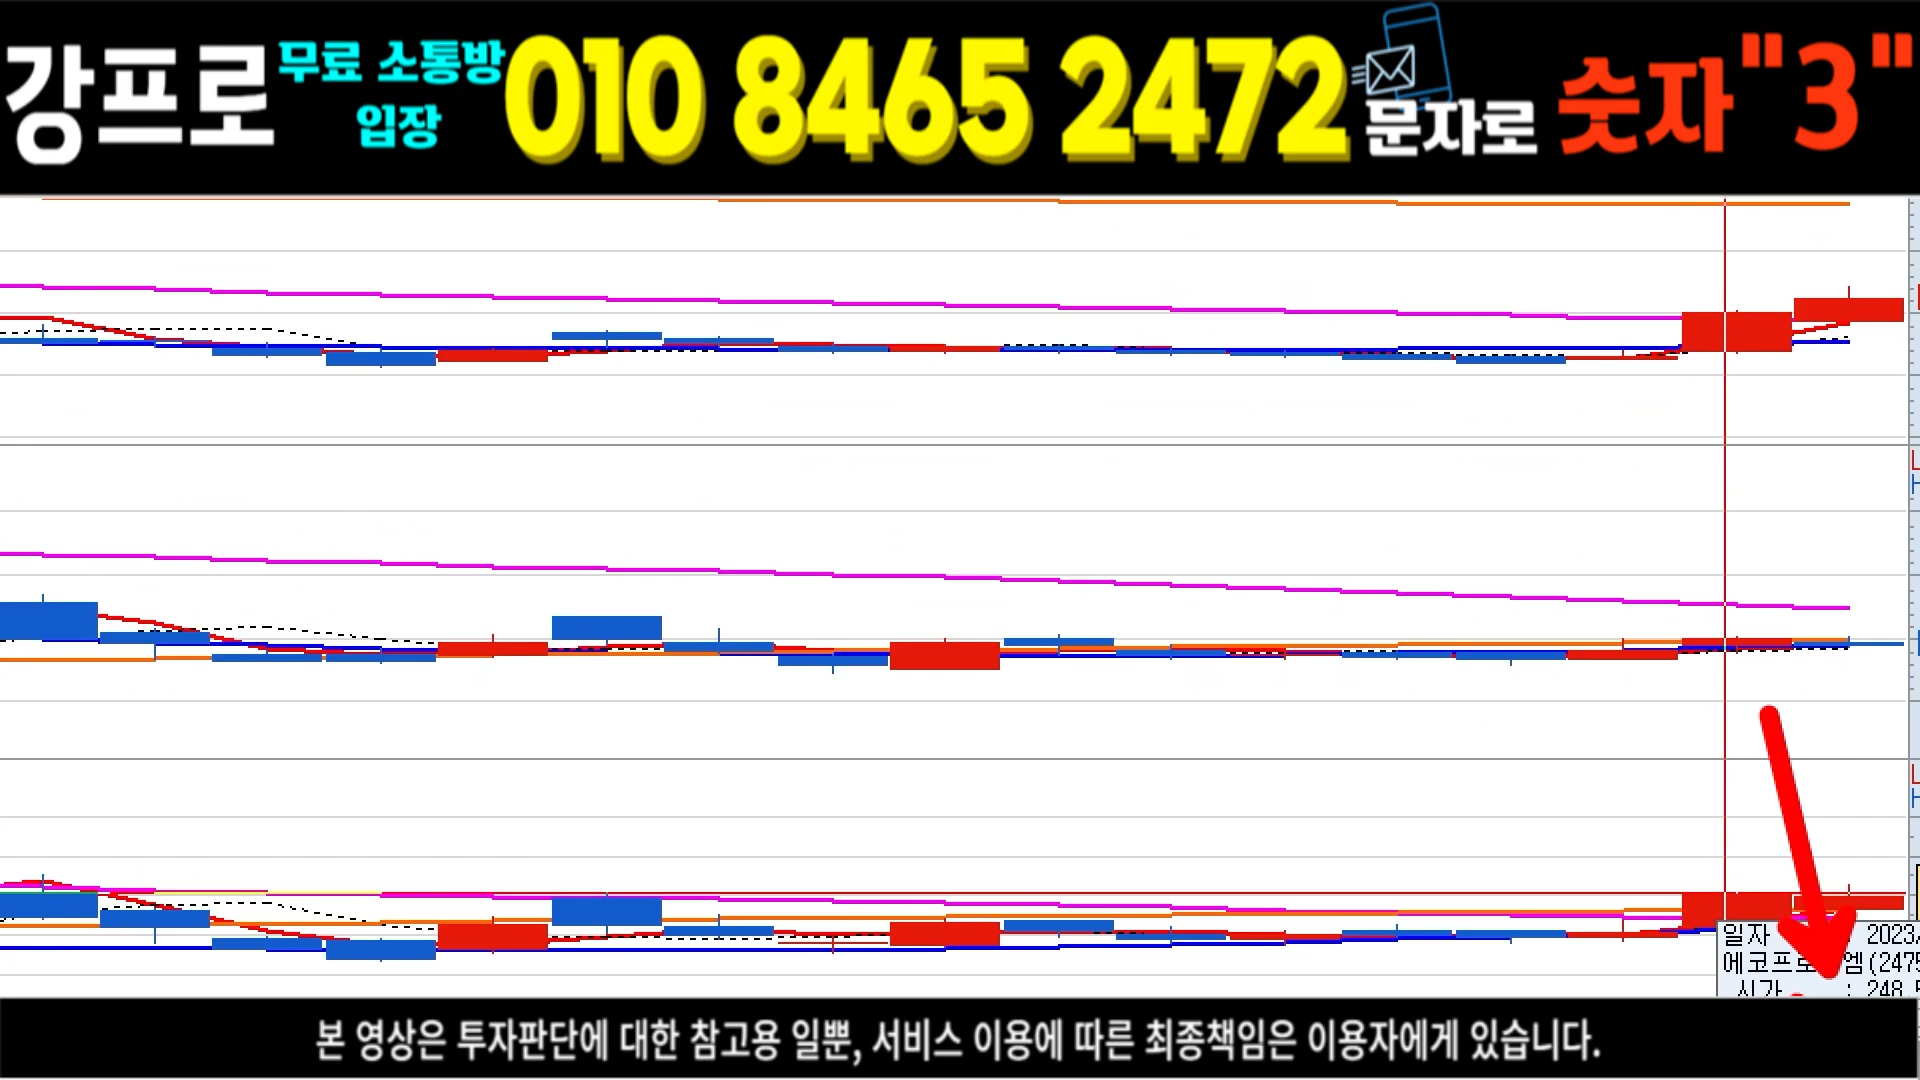 강프로
무료 소통방
입장
010 8465 2472
문자로 숫자"3"
일자 2023
에코프로 엠(247
시가 : 248
본 영상은 투자판단에 대한 참고용 일뿐, 서비스 이용에 따른 최종책임은 이용자에게 있습니다.